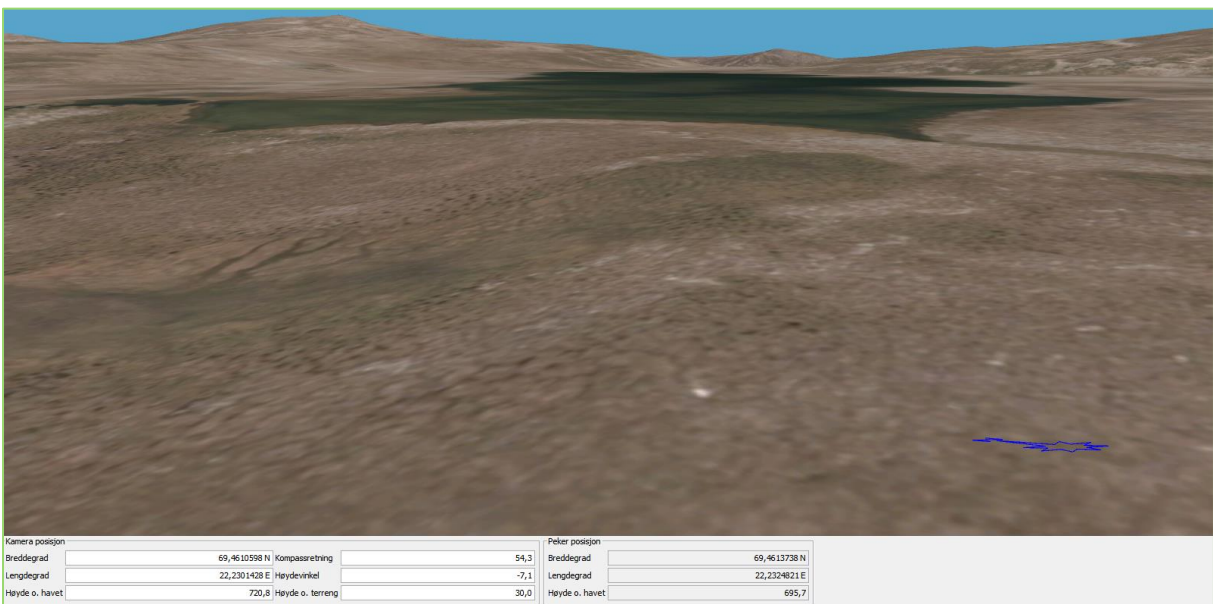 Kamera posisjon Peker posisjon
Breddegrad 69,4610598 N Kompassretning 54,3 Breddegrad 69,4613738 N
Lengdegrad 22,2301428 E Høydevinkel -7,1 Lengdegrad 22,2324821 E
Høyde o. havet 720,8 Høyde o. terreng 30,0 Høyde o. havet 695,7